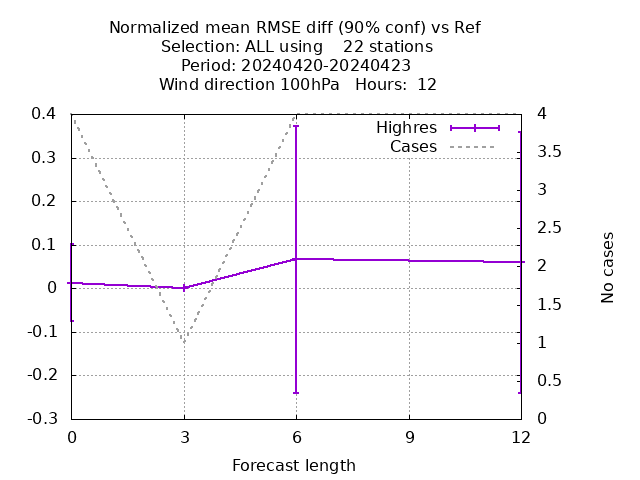 Normalized mean RMSE diff (90% conf) vs Ref
Selection: ALL using    22 stations
Period: 20240420-20240423
Wind direction 100hPa   Hours:  12
Highres
Cases
0.4
0.3
0.2
0.1
0
-0.1
-0.2
-0.3
4
3.5
3
2.5
2
1.5
1
0.5
0
No cases
0 3 6 9 12
Forecast length